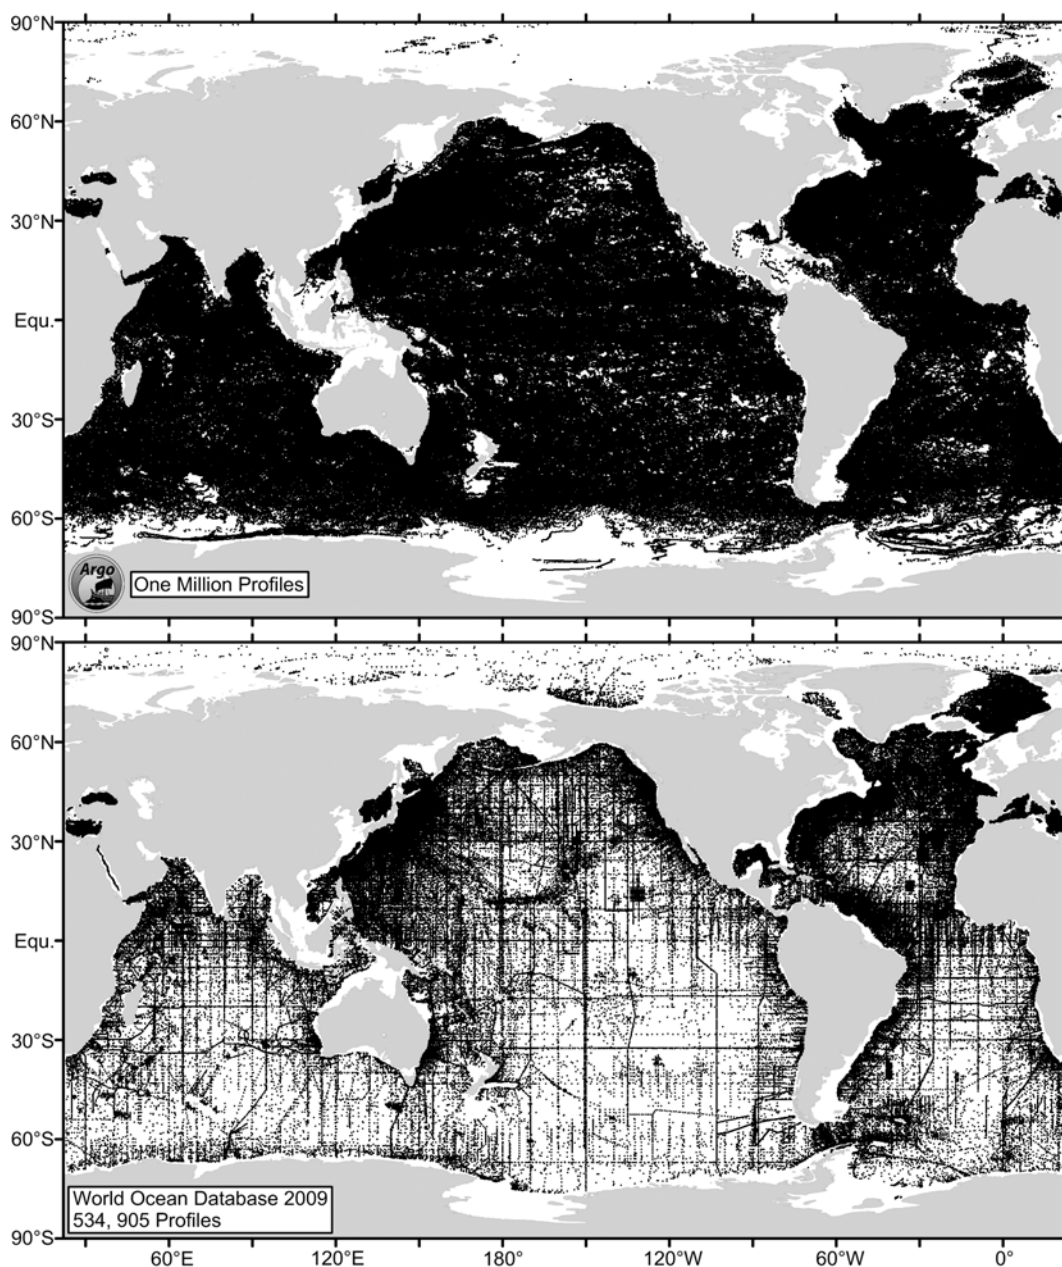 90°N
60°N
30°N
Equ.
30°S
60°S
90°S
Argo
One Million Profiles
90°N
60°N
30°N
Equ.
30°S
60°S
90°S
World Ocean Database 2009
534, 905 Profiles
60°E 120°E 180° 120°W 60°W 0°